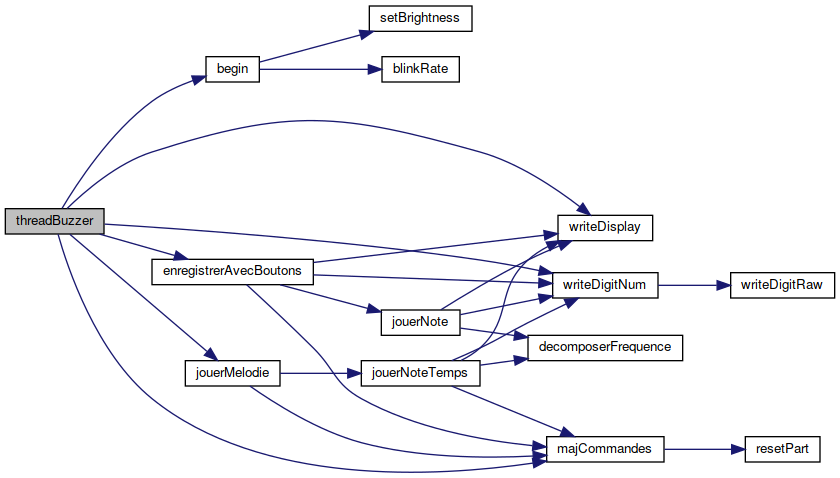 setBrightness
begin
blinkRate
threadBuzzer
writeDisplay
enregistrerAvecBoutons
writeDigitNum
writeDigitRaw
jouerNote
decomposerFrequence
jouerMelodie
jouerNoteTemps
majCommandes
resetPart